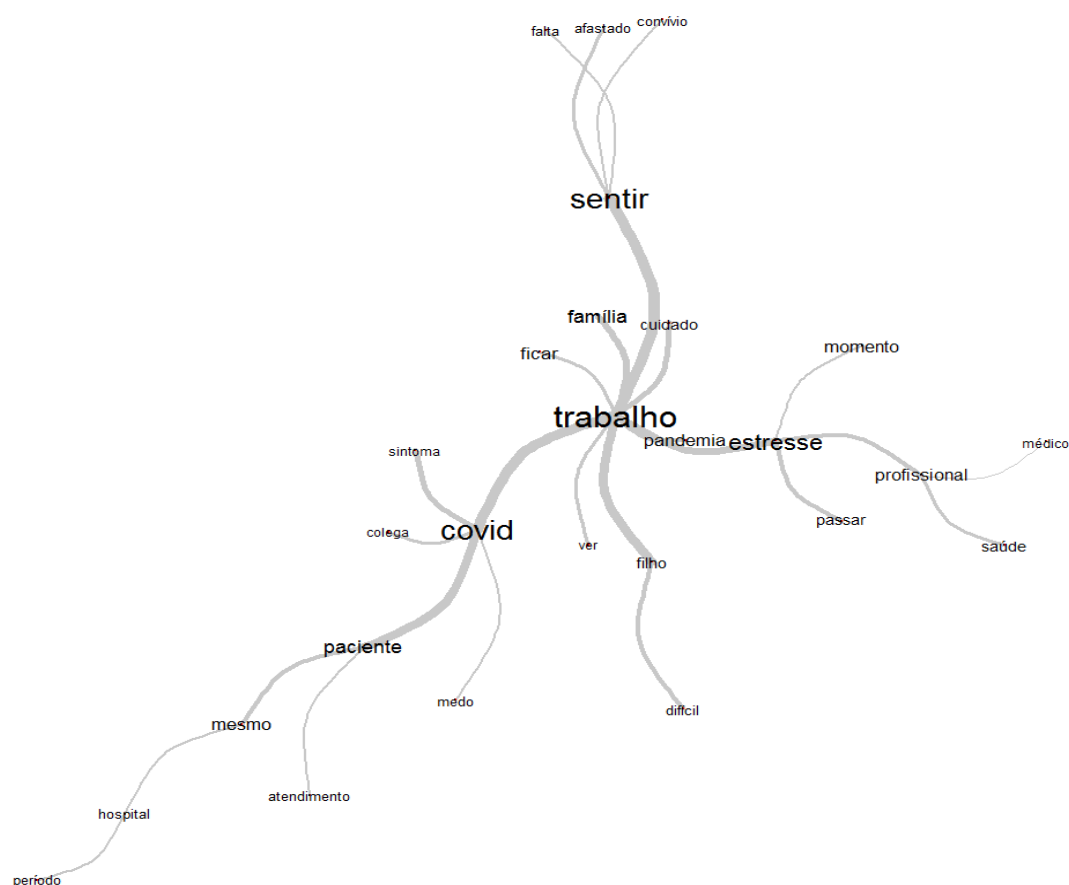 falta
afastado
convívio
sentir
família
cuidado
ficar
momento
trabalho
pandemia
estresse
médico
sintoma
profissional
covid
colega
passar
ver
saúde
filho
paciente
medo
difícil
mesmo
atendimento
hospital
período